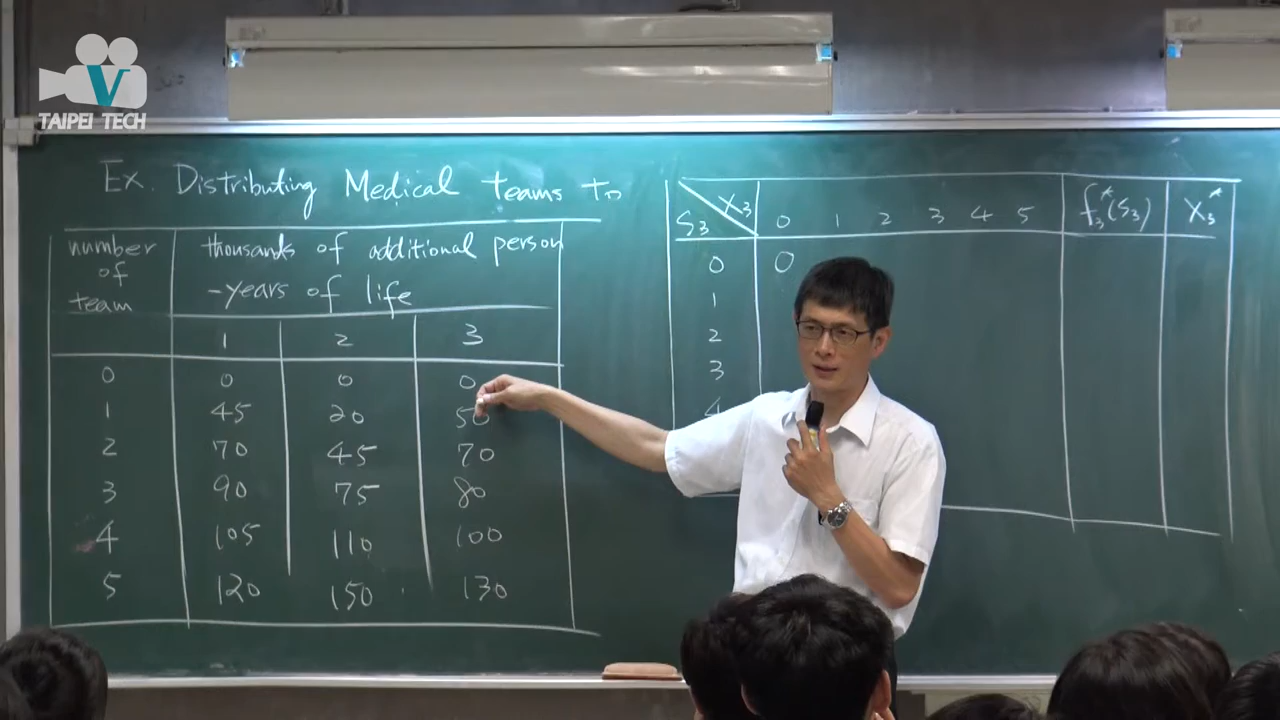 V
TAIPEI TECH
Ex. Distributing Medical teams to
number of team
thousands of additional person
-years of life
1 2 3
0 0 0 0
1 45 20 50
2 70 45 70
3 90 75 80
4 105 110 100
5 120 150 130
S₃ X₃ 0 1 2 3 4 5 f₃*(S₃) X₃*
0 0
1
2
3
4